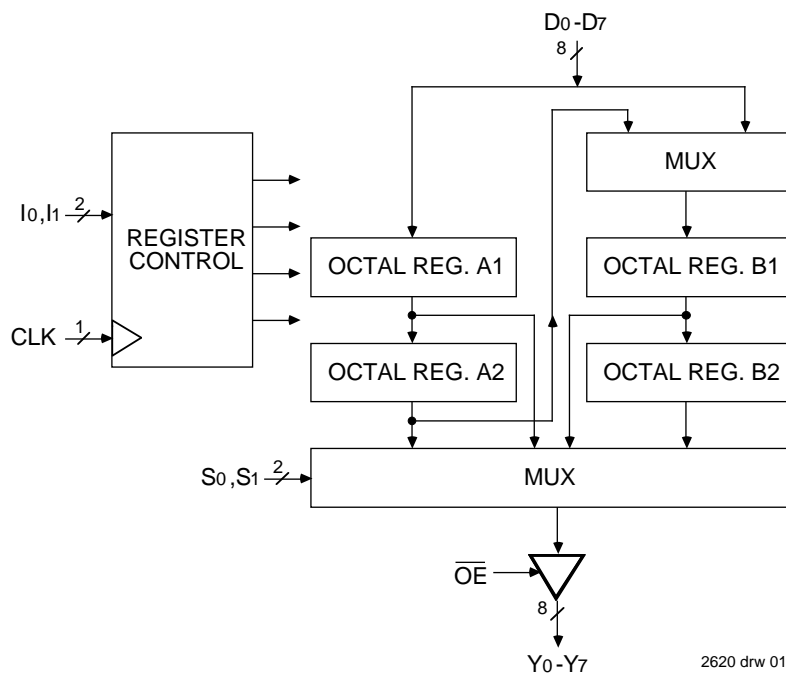 D0-D7
8
MUX
I0,I1
2
REGISTER
CONTROL
OCTAL REG. A1
OCTAL REG. B1
CLK
1
OCTAL REG. A2
OCTAL REG. B2
S0,S1
2
MUX
OE
8
Y0-Y7
2620 drw 01